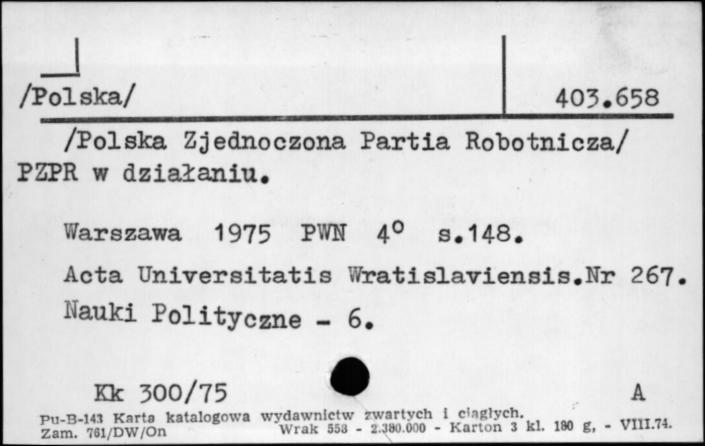 /Polska/ 403.658
/Polska Zjednoczona Partia Robotnicza/
PZPR w działaniu.
Warszawa 1975 PWN 4° s.148.
Acta Universitatis Wratislaviensis.Nr 267.
Nauki Polityczne - 6.
Kk 300/75 A
Pu-B-143 Karta katalogowa wydawnictw zwartych i ciągłych.
Zam. 761/DW/On Wrak 558 - 2.380.000 - Karton 3 kl. 180 g, - VIII.74.